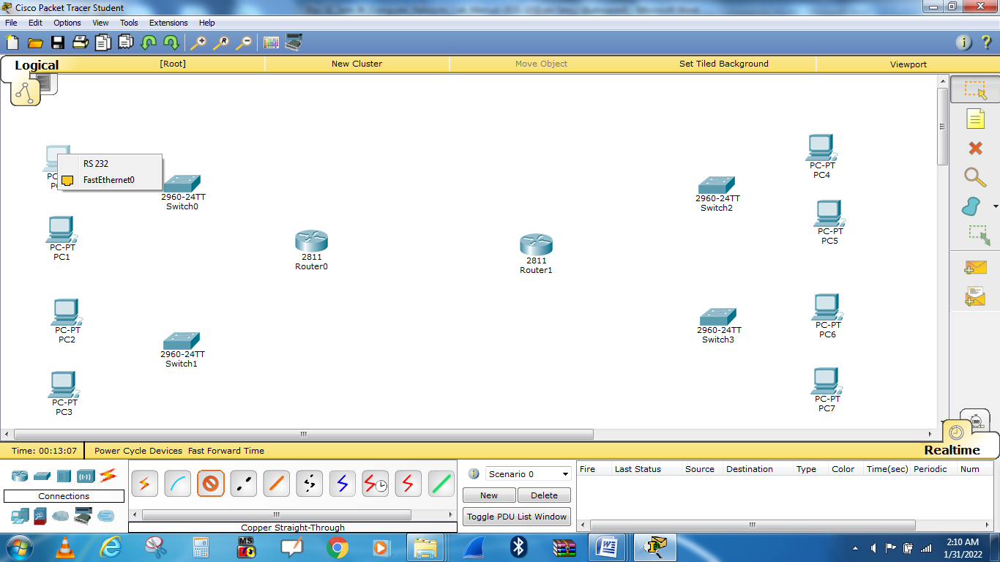 Cisco Packet Tracer Student
File Edit Options View Tools Extensions Help
Logical [Root] New Cluster Move Object Set Tiled Background Viewport
RS 232
FastEthernet0
PC-PT
PC4
2960-24TT
Switch0
2960-24TT
Switch2
PC-PT
PC1
2811
Router0
2811
Router1
PC-PT
PC5
PC-PT
PC2
2960-24TT
Switch1
2960-24TT
Switch3
PC-PT
PC6
PC-PT
PC3
PC-PT
PC7
Time: 00:13:07 Power Cycle Devices Fast Forward Time Realtime
Connections
Copper Straight-Through
Scenario 0
New Delete
Toggle PDU List Window
Fire Last Status Source Destination Type Color Time(sec) Periodic Num
MS
2:10 AM
1/31/2022